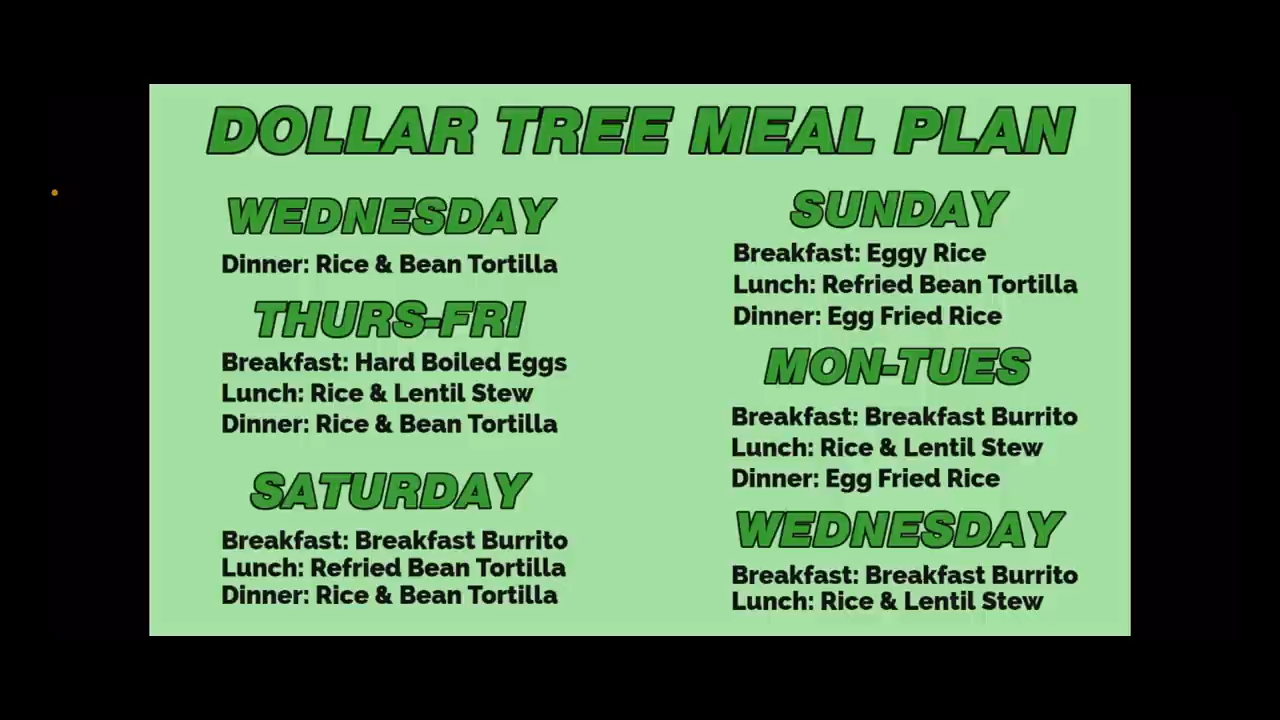 DOLLAR TREE MEAL PLAN
WEDNESDAY
Dinner: Rice & Bean Tortilla
THURS-FRI
Breakfast: Hard Boiled Eggs
Lunch: Rice & Lentil Stew
Dinner: Rice & Bean Tortilla
SATURDAY
Breakfast: Breakfast Burrito
Lunch: Refried Bean Tortilla
Dinner: Rice & Bean Tortilla
SUNDAY
Breakfast: Eggy Rice
Lunch: Refried Bean Tortilla
Dinner: Egg Fried Rice
MON-TUES
Breakfast: Breakfast Burrito
Lunch: Rice & Lentil Stew
Dinner: Egg Fried Rice
WEDNESDAY
Breakfast: Breakfast Burrito
Lunch: Rice & Lentil Stew